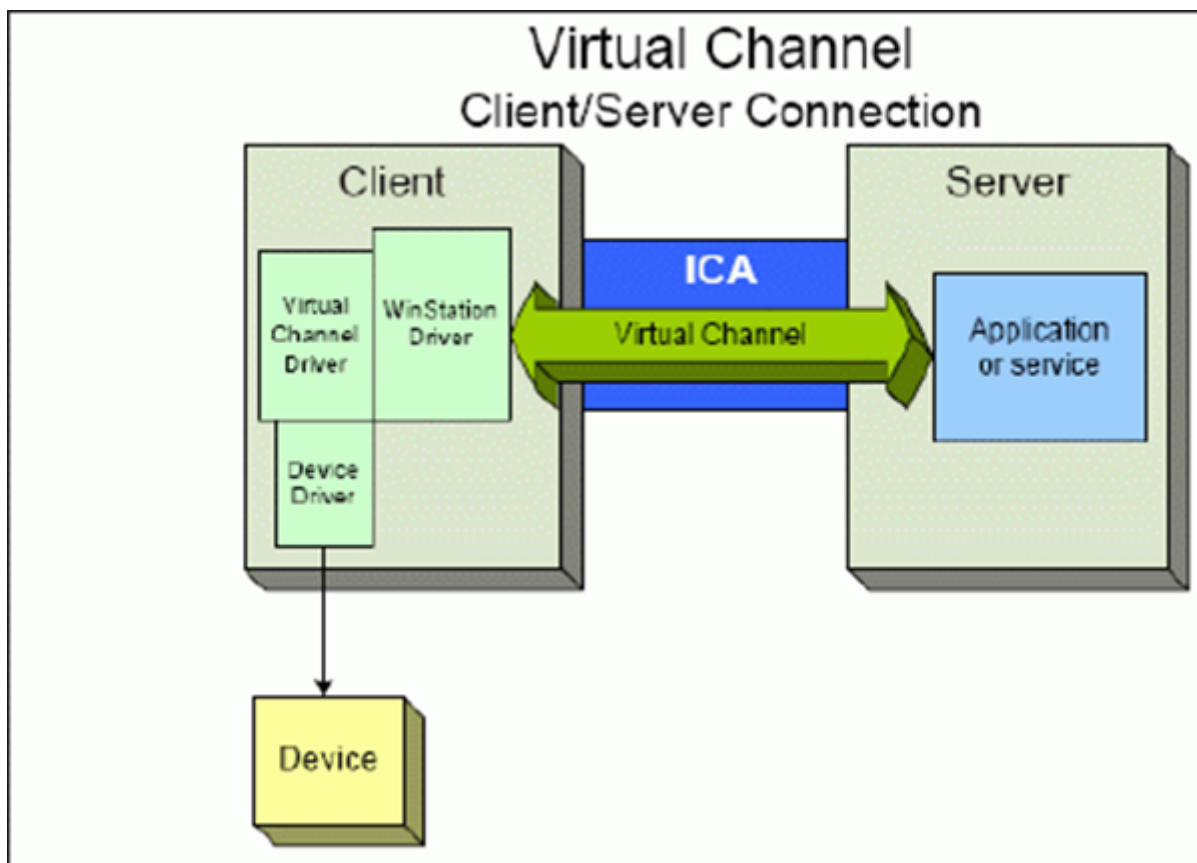 Virtual Channel
Client/Server Connection
Client
Server
ICA
Virtual
Channel
Driver
WinStation
Driver
Virtual Channel
Application
or service
Device
Driver
Device